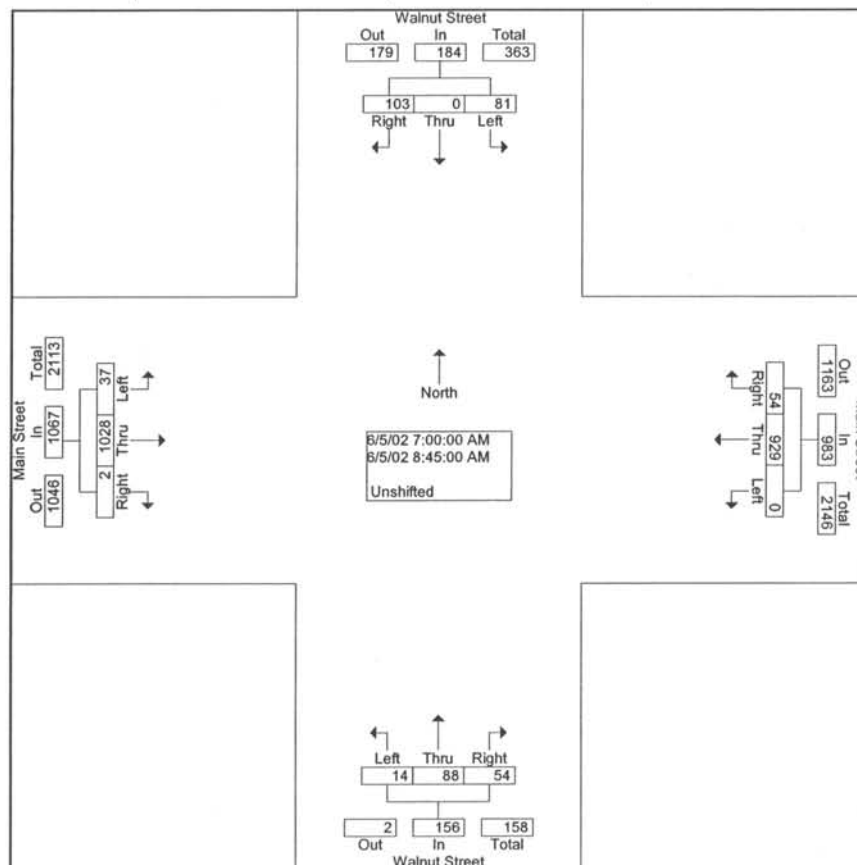 Walnut Street
Out In Total
179 184 363
103 0 81
Right Thru Left
Main Street
Total In Out
2113 1067 1046
37 1028 2
Left Thru Right
North
6/5/02 7:00:00 AM
6/5/02 8:45:00 AM
Unshifted
Right Thru Left
54 929 0
Out In Total
1163 983 2146
Left Thru Right
14 88 54
2 156 158
Out In Total
Walnut Street